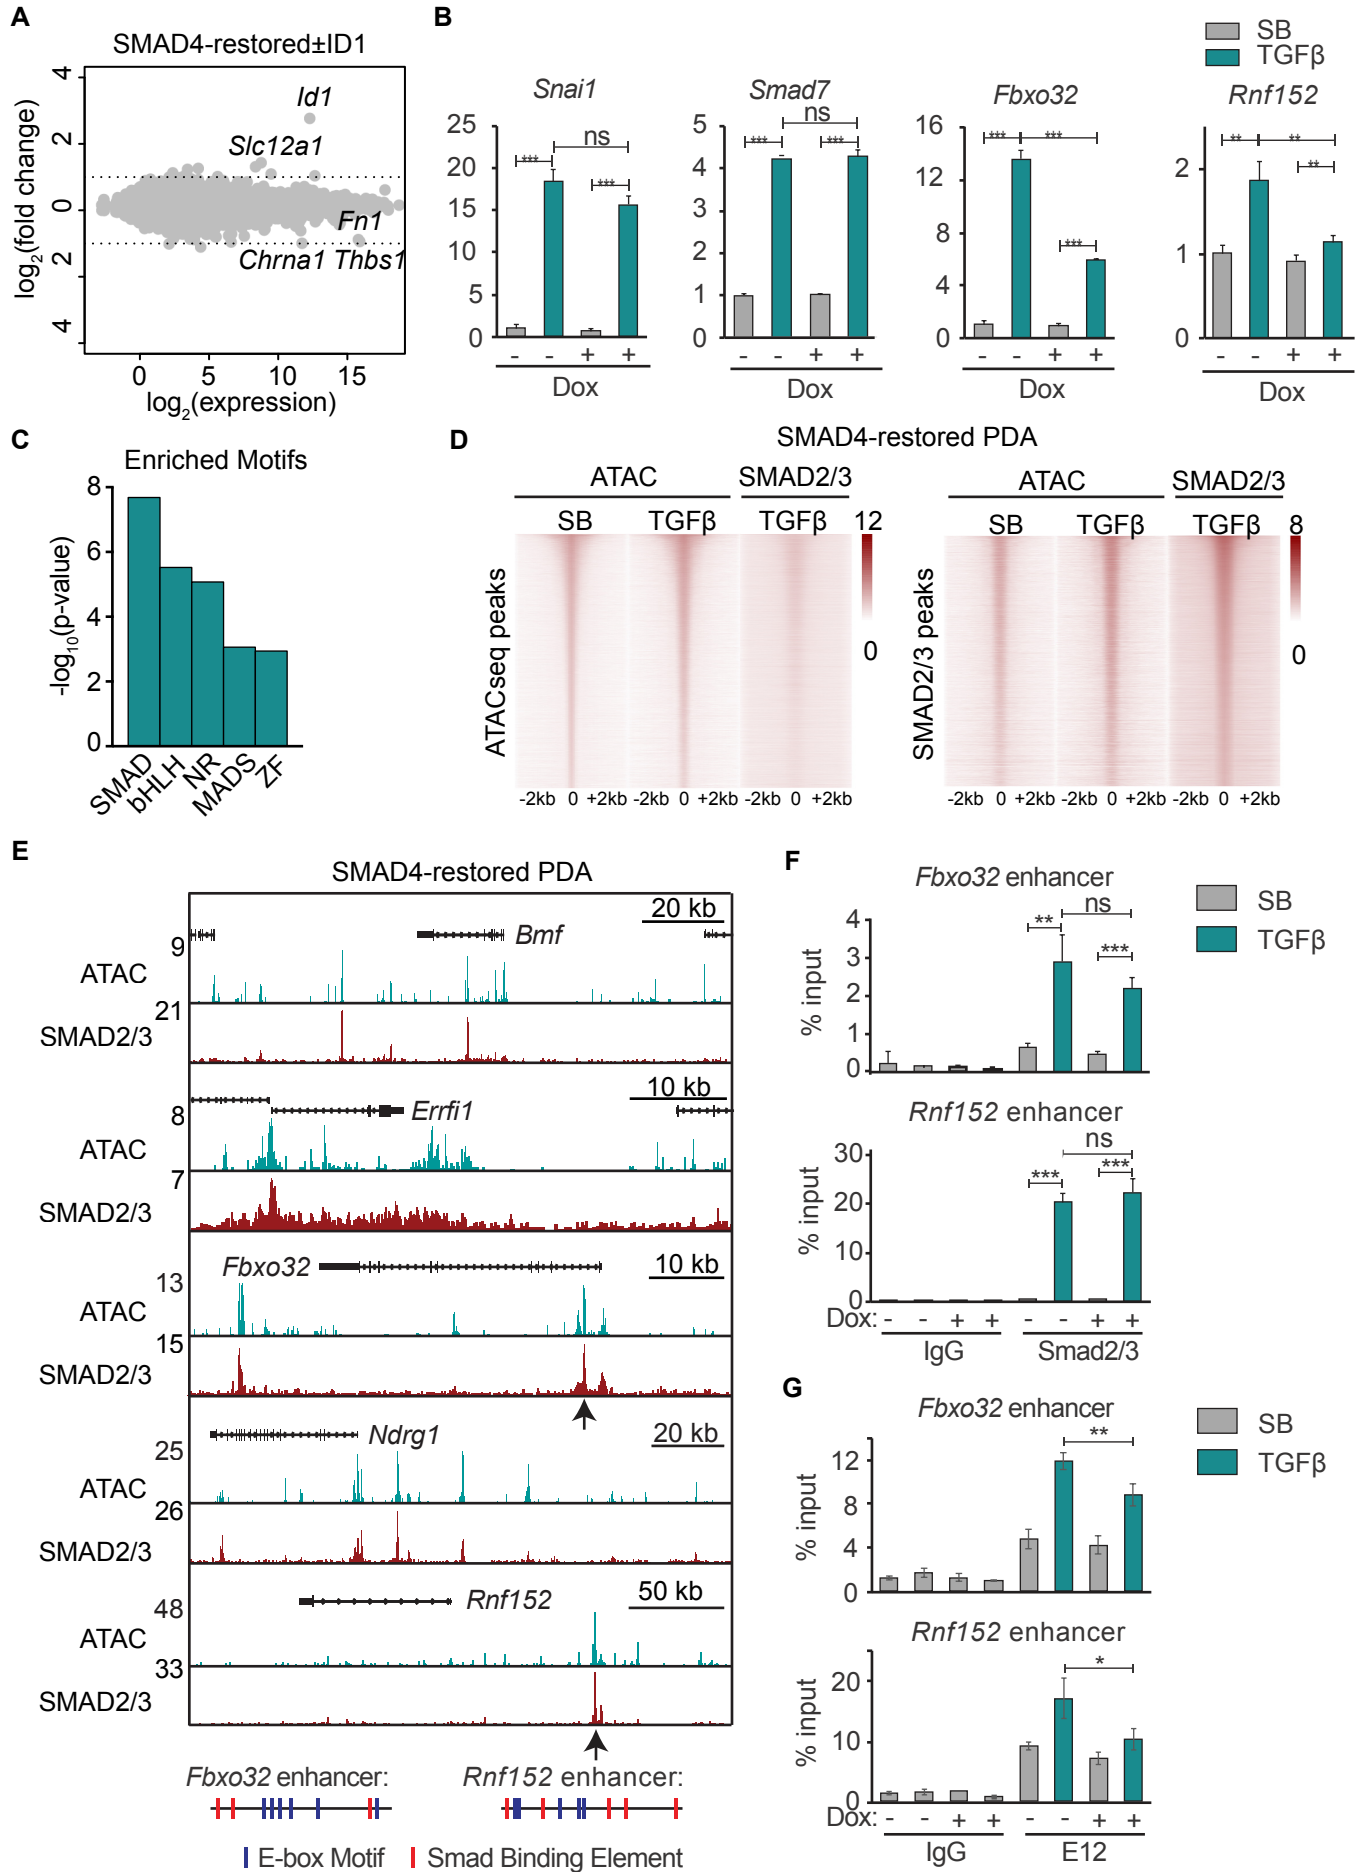 A
SMAD4-restored±ID1
4
2
0
2
4
log2(fold change)
Id1
Slc12a1
Fn1
Chrna1 Thbs1
0 5 10 15
log2(expression)
B
SB
TGFβ
Snai1
25
20
15
10
5
0
ns
***
***
- - + +
Dox
Smad7
5
4
3
2
1
0
ns
***
***
- - + +
Dox
Fbxo32
16
12
8
4
0
***
***
***
- - + +
Dox
Rnf152
2
1
0
**
**
**
- - + +
Dox
C
Enriched Motifs
8
6
4
2
0
-log10(p-value)
SMAD
bHLH
NR
MADS
ZF
D
SMAD4-restored PDA
ATAC SMAD2/3
SB TGFβ TGFβ
12
0
ATACseq peaks
-2kb 0 +2kb -2kb 0 +2kb -2kb 0 +2kb
ATAC SMAD2/3
SB TGFβ TGFβ
8
0
SMAD2/3 peaks
-2kb 0 +2kb -2kb 0 +2kb -2kb 0 +2kb
E
SMAD4-restored PDA
20 kb
Bmf
9
ATAC
21
SMAD2/3
10 kb
Errfi1
8
ATAC
7
SMAD2/3
Fbxo32
10 kb
13
ATAC
15
SMAD2/3
Ndrg1
20 kb
25
ATAC
26
SMAD2/3
Rnf152
50 kb
48
ATAC
33
SMAD2/3
Fbxo32 enhancer:
Rnf152 enhancer:
E-box Motif
Smad Binding Element
F
Fbxo32 enhancer
SB
TGFβ
4
3
2
1
0
% input
ns
**
***
Rnf152 enhancer
30
20
10
0
% input
ns
***
***
Dox: - - + + - - + +
IgG Smad2/3
G
Fbxo32 enhancer
SB
TGFβ
12
8
4
0
% input
**
Rnf152 enhancer
20
10
0
% input
*
Dox: - - + + - - + +
IgG E12